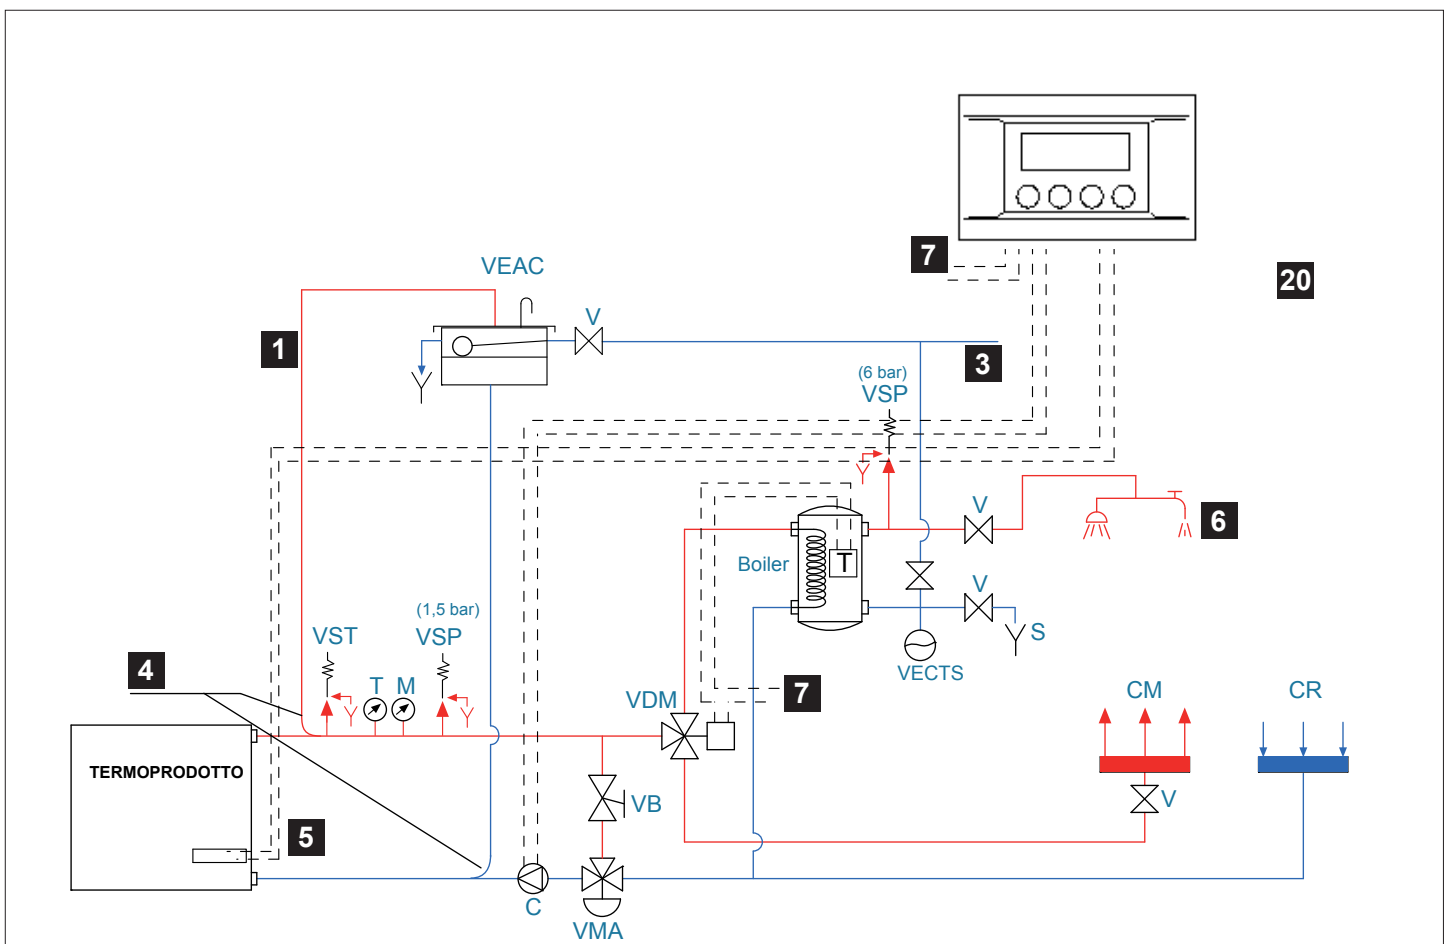 7
20
VEAC
V
1
3
(6 bar)
VSP
V
6
Boiler
T
V
(1,5 bar)
VST
VSP
S
4
T
M
VECTS
7
VDM
CM
CR
TERMOPRODOTTO
VB
V
5
C
VMA